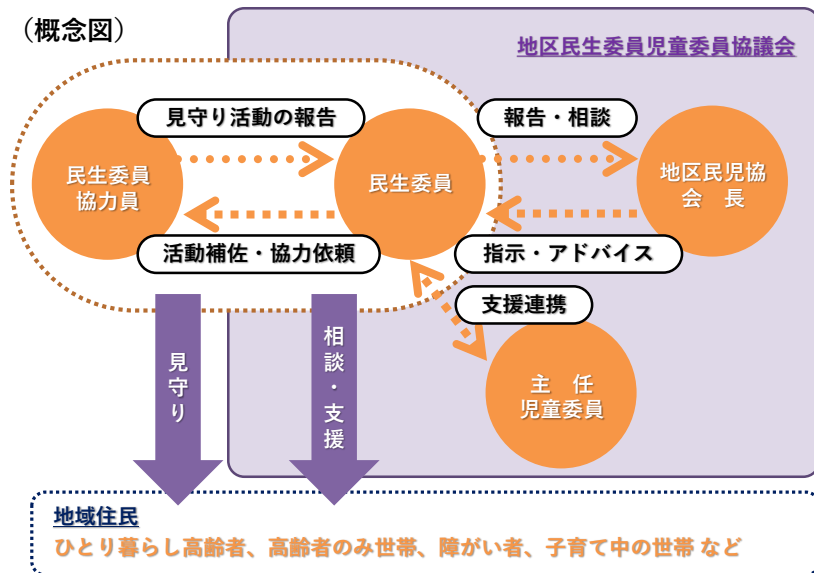 （概念図）
地区民生委員児童委員協議会
見守り活動の報告
報告・相談
民生委員
協力員
民生委員
地区民児協
会　長
活動補佐・協力依頼
指示・アドバイス
支援連携
見守り
相談・支援
主　任
児童委員
地域住民
ひとり暮らし高齢者、高齢者のみ世帯、障がい者、子育て中の世帯 など